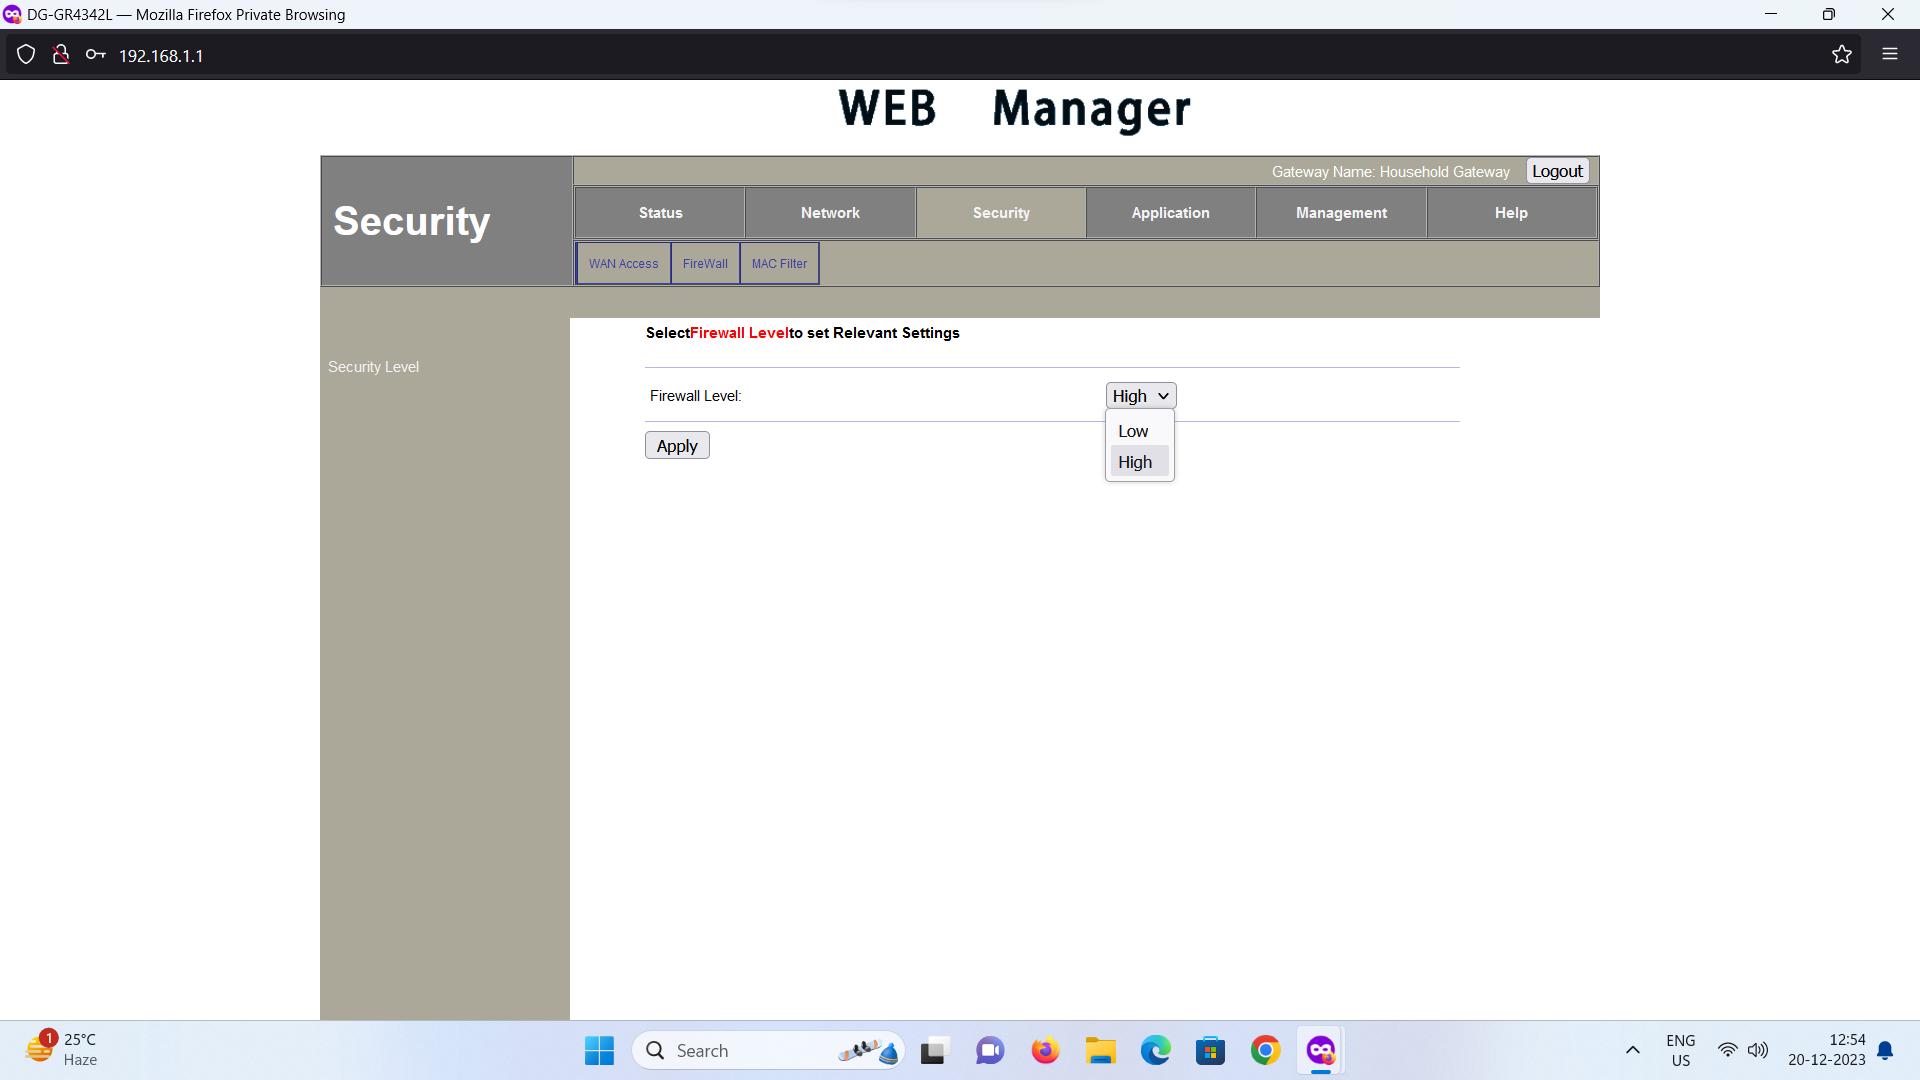 DG-GR4342L — Mozilla Firefox Private Browsing
192.168.1.1
WEB Manager
Gateway Name: Household Gateway Logout
Security
Status Network Security Application Management Help
WAN Access FireWall MAC Filter
SelectFirewall Levelto set Relevant Settings
Security Level
Firewall Level: High
Low
High
Apply
1
25°C
Haze
Search
ENG
US
12:54
20-12-2023